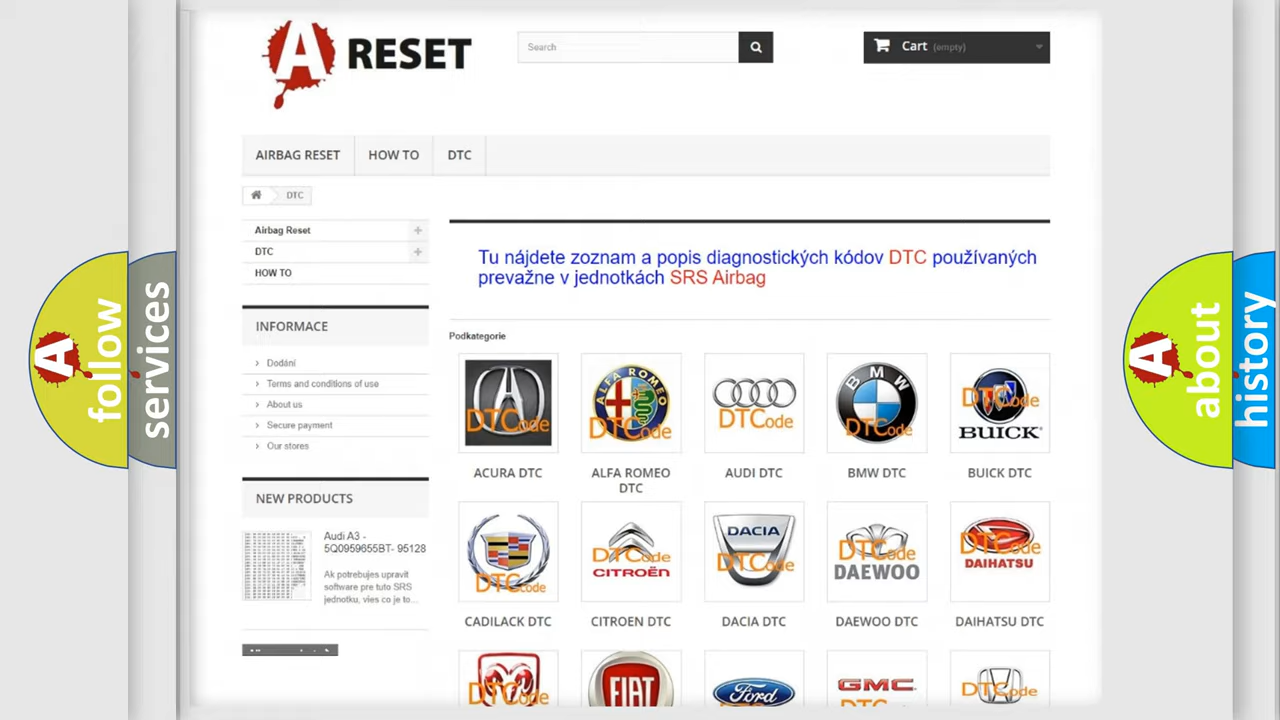 A RESET
Search
Cart (empty)
AIRBAG RESET
HOW TO
DTC
DTC
Airbag Reset
DTC
HOW TO
INFORMACE
Dodání
Terms and conditions of use
About us
Secure payment
Our stores
NEW PRODUCTS
Audi A3 -
5Q0959655BT- 95128
Ak potrebujes upravit
software pre tuto SRS
jednotku, vies co je to...
Tu nájdete zoznam a popis diagnostických kódov DTC používaných
prevažne v jednotkách SRS Airbag
Podkategorie
DTCode
ALFA ROMEO
DTCode
DTCode
BMW
DTCode
DTCode
BUICK
ACURA DTC
ALFA ROMEO
DTC
AUDI DTC
BMW DTC
BUICK DTC
DTCode
DTCode
CITROËN
DACIA
DTCode
DTCode
DAEWOO
DTCode
DAIHATSU
CADILACK DTC
CITROEN DTC
DACIA DTC
DAEWOO DTC
DAIHATSU DTC
DTCode
FIAT
Ford
GMC
DTCode
A follow
services
A about
history